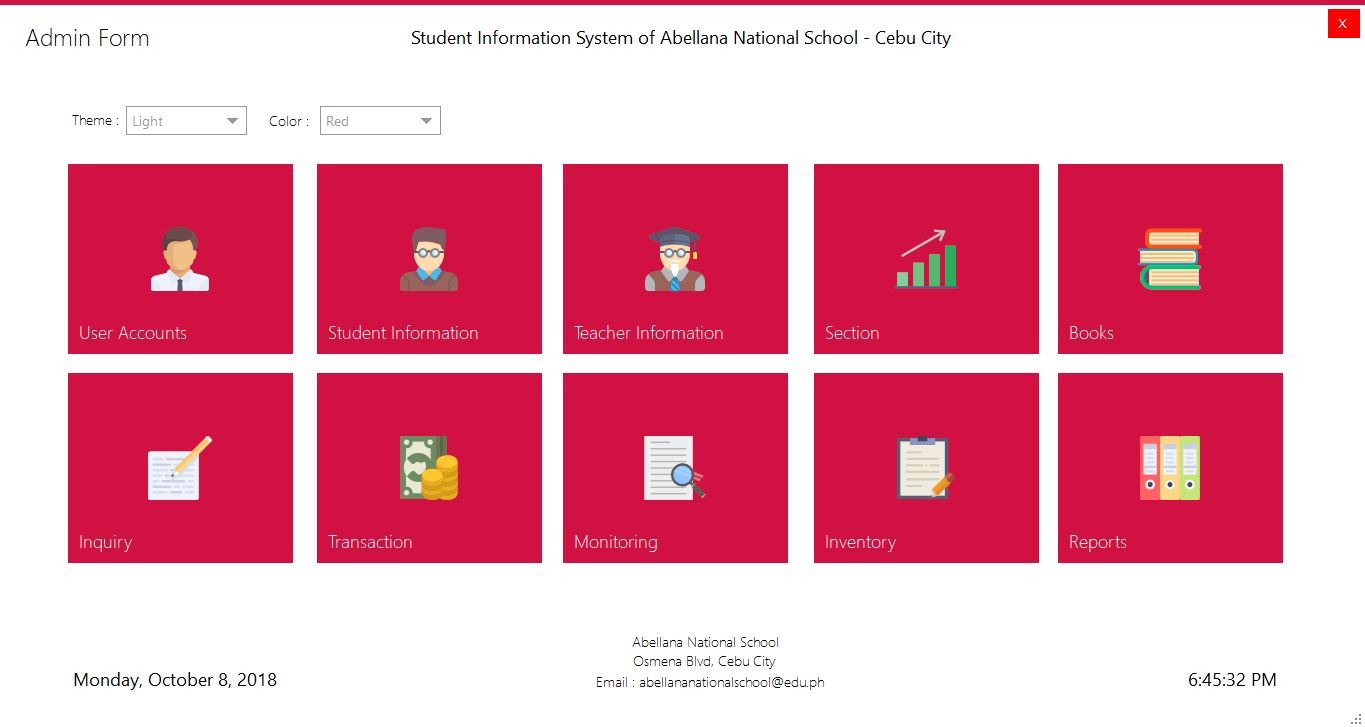 Admin Form
Student Information System of Abellana National School - Cebu City
X
Theme : Light
Color : Red
User Accounts
Student Information
Teacher Information
Section
Books
Inquiry
Transaction
Monitoring
Inventory
Reports
Abellana National School
Osmena Blvd, Cebu City
Email : abellananationalschool@edu.ph
Monday, October 8, 2018
6:45:32 PM